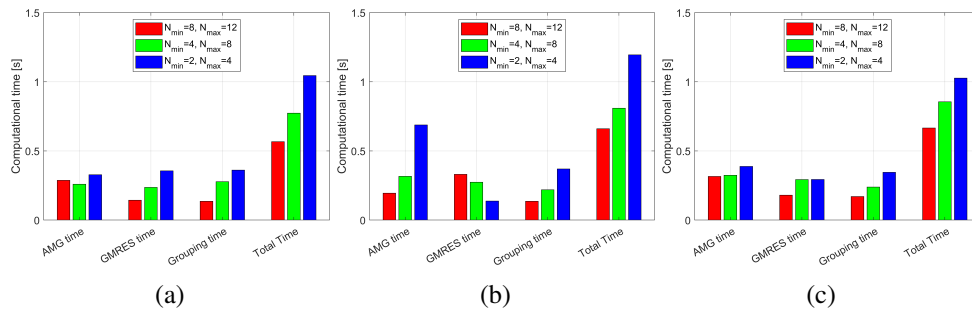 1.5
1
0.5
0
Computational time [s]
N_min=8, N_max=12
N_min=4, N_max=8
N_min=2, N_max=4
AMG time
GMRES time
Grouping time
Total Time
(a)
1.5
1
0.5
0
Computational time [s]
N_min=8, N_max=12
N_min=4, N_max=8
N_min=2, N_max=4
AMG time
GMRES time
Grouping time
Total Time
(b)
1.5
1
0.5
0
Computational time [s]
N_min=8, N_max=12
N_min=4, N_max=8
N_min=2, N_max=4
AMG time
GMRES time
Grouping time
Total Time
(c)